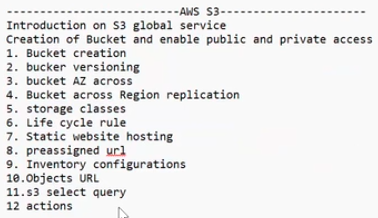 -------------------------AWS S3---------------------
Introduction on S3 global service
Creation of Bucket and enable public and private access
1. Bucket creation
2. bucker versioning
3. bucket AZ across
4. Bucket across Region replication
5. storage classes
6. Life cycle rule
7. Static website hosting
8. preassigned url
9. Inventory configurations
10.Objects URL
11.s3 select query
12 actions